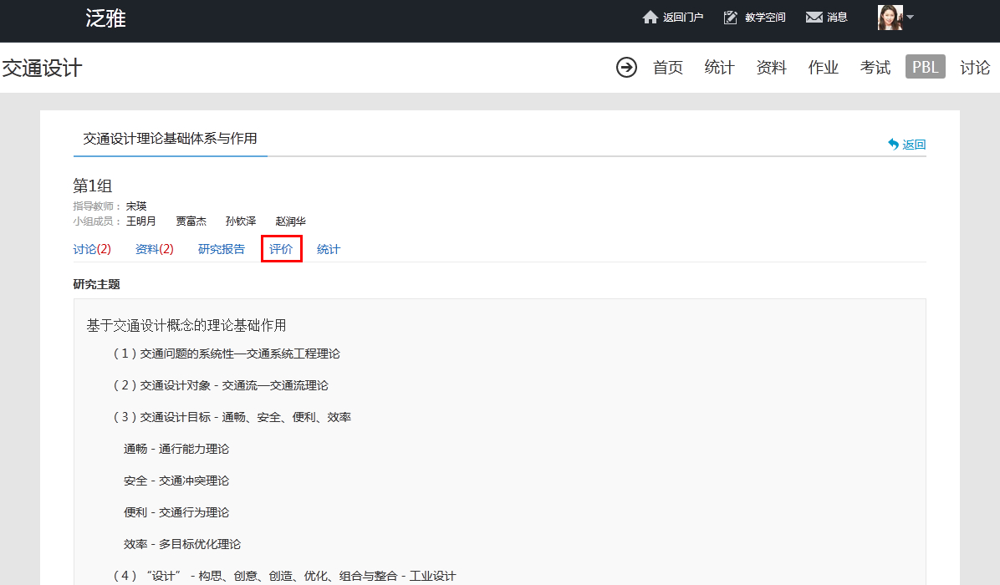 泛雅 返回门户 教学空间 消息
交通设计 首页 统计 资料 作业 考试 PBL 讨论
交通设计理论基础体系与作用 返回
第1组
指导教师： 宋瑛
小组成员： 王明月 贾富杰 孙钦泽 赵润华
讨论(2) 资料(2) 研究报告 评价 统计
研究主题
基于交通设计概念的理论基础作用
（1）交通问题的系统性—交通系统工程理论
（2）交通设计对象 - 交通流—交通流理论
（3）交通设计目标 - 通畅、安全、便利、效率
通畅 - 通行能力理论
安全 - 交通冲突理论
便利 - 交通行为理论
效率 - 多目标优化理论
（4）“设计” - 构思、创意、创造、优化、组合与整合 - 工业设计